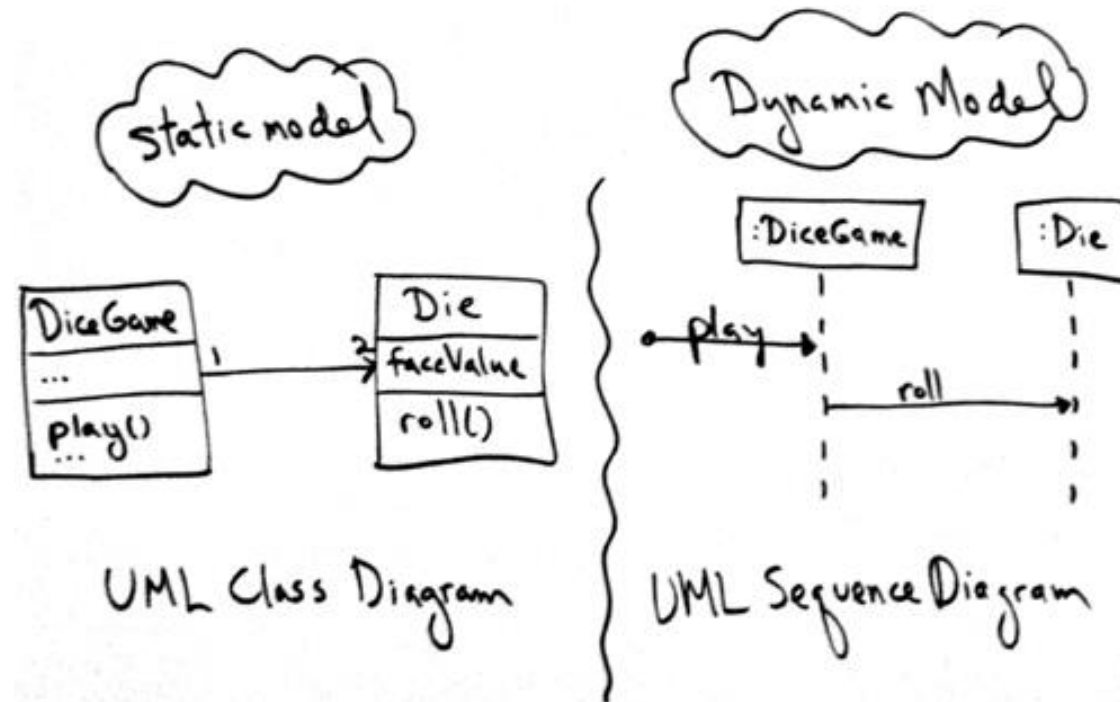 static model
DiceGame
...
play()
...
1
2
Die
faceValue
roll()
UML Class Diagram
Dynamic Model
:DiceGame
:Die
play
roll
UML Sequence Diagram